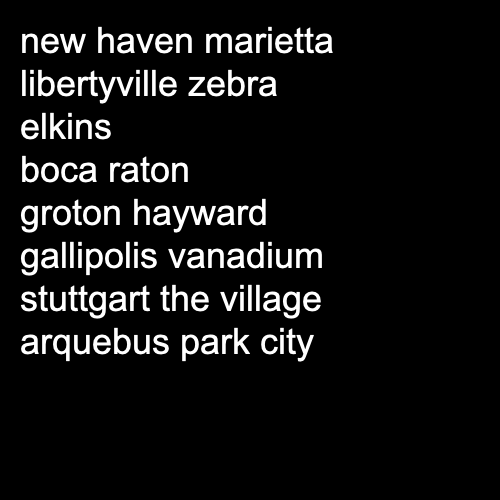 new haven marietta
libertyville zebra
elkins
boca raton
groton hayward
gallipolis vanadium
stuttgart the village
arquebus park city